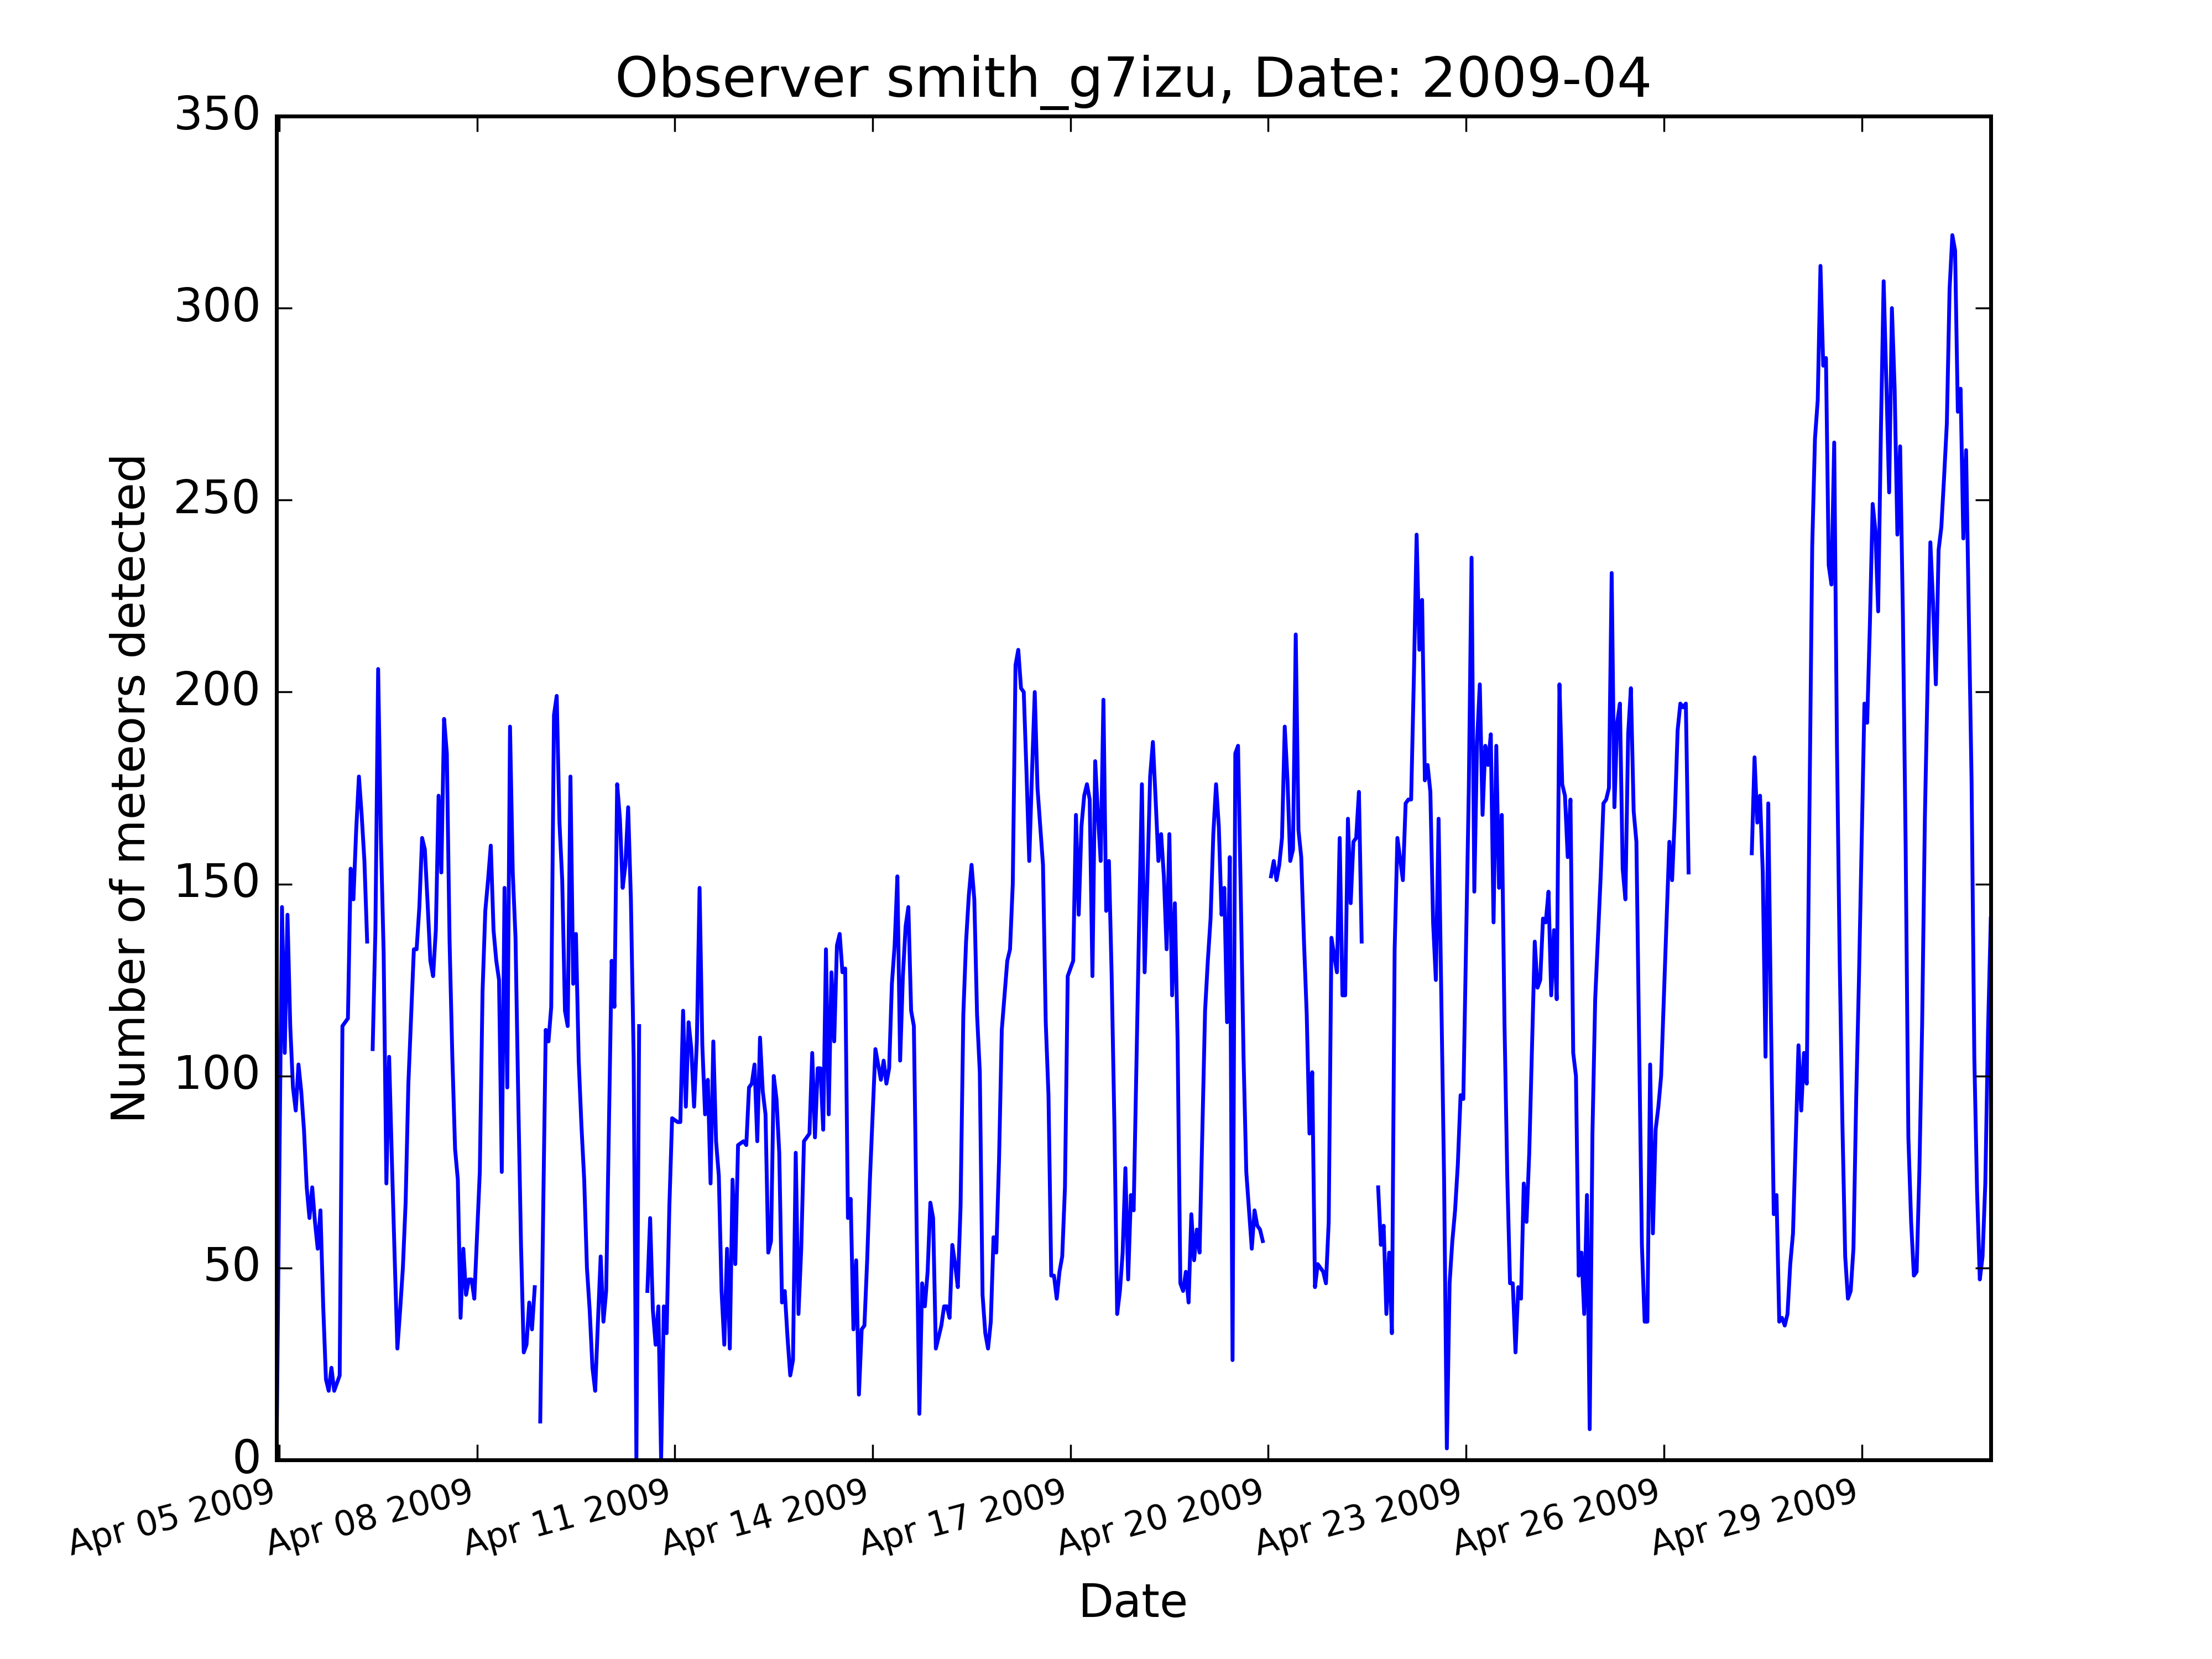 Observer smith_g7izu, Date: 2009-04
350
300
250
200
150
100
50
0
Number of meteors detected
Apr 05 2009
Apr 08 2009
Apr 11 2009
Apr 14 2009
Apr 17 2009
Apr 20 2009
Apr 23 2009
Apr 26 2009
Apr 29 2009
Date